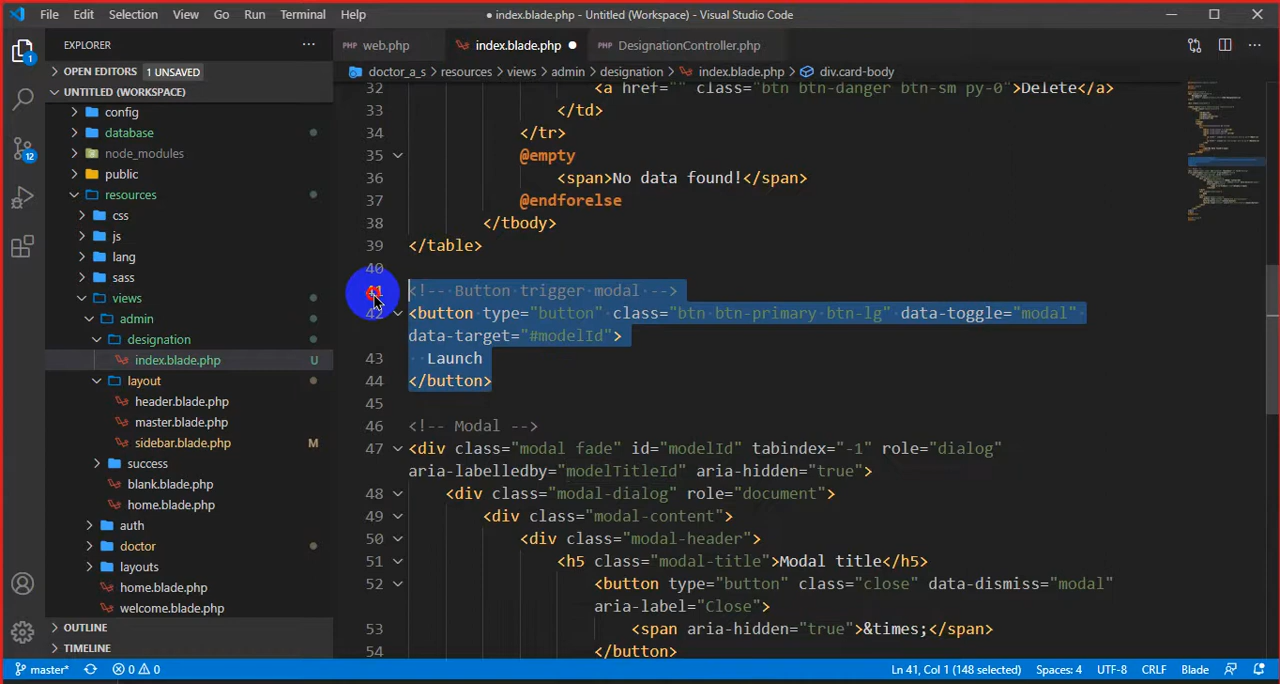 File Edit Selection View Go Run Terminal Help
● index.blade.php - Untitled (Workspace) - Visual Studio Code
EXPLORER
OPEN EDITORS 1 UNSAVED
UNTITLED (WORKSPACE)
config
database
node_modules
public
resources
css
js
lang
sass
views
admin
designation
index.blade.php U
layout
header.blade.php
master.blade.php
sidebar.blade.php M
success
blank.blade.php
home.blade.php
auth
doctor
layouts
home.blade.php
welcome.blade.php
OUTLINE
TIMELINE
1
12
PHP web.php index.blade.php ● PHP DesignationController.php
doctor_a_s > resources > views > admin > designation > index.blade.php > div.card-body
32 <a href="" class="btn btn-danger btn-sm py-0">Delete</a>
33 </td>
34 </tr>
35 @empty
36 <span>No data found!</span>
37 @endforelse
38 </tbody>
39 </table>
40
41 <!-- Button trigger modal -->
42 <button type="button" class="btn btn-primary btn-lg" data-toggle="modal"
data-target="#modelId">
43 Launch
44 </button>
45
46 <!-- Modal -->
47 <div class="modal fade" id="modelId" tabindex="-1" role="dialog"
aria-labelledby="modelTitleId" aria-hidden="true">
48 <div class="modal-dialog" role="document">
49 <div class="modal-content">
50 <div class="modal-header">
51 <h5 class="modal-title">Modal title</h5>
52 <button type="button" class="close" data-dismiss="modal"
aria-label="Close">
53 <span aria-hidden="true">&times;</span>
54 </button>
master* 0 0 Ln 41, Col 1 (148 selected) Spaces: 4 UTF-8 CRLF Blade